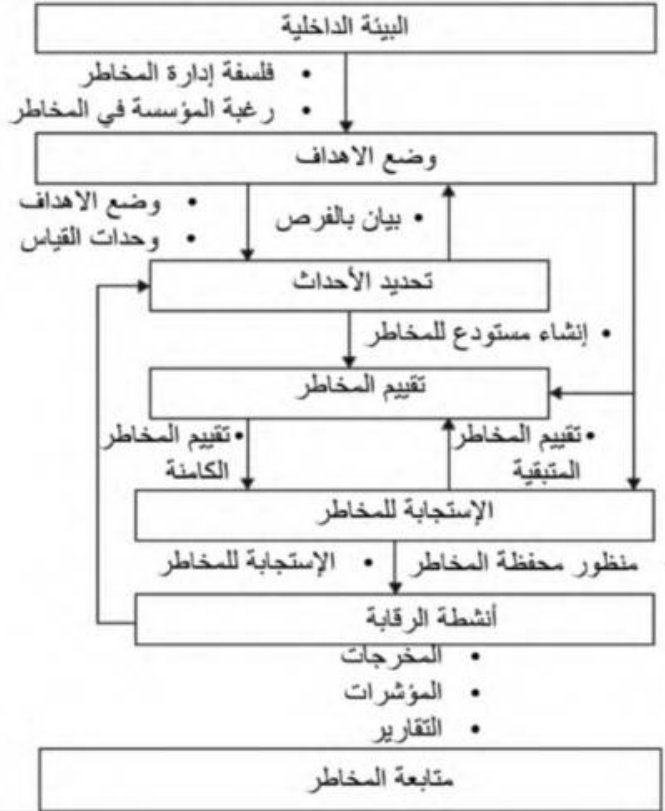 البيئة الداخلية
• فلسفة إدارة المخاطر
• رغبة المؤسسة في المخاطر
وضع الاهداف
• وضع الاهداف
• وحدات القياس
• بيان بالفرص
تحديد الأحداث
• إنشاء مستودع للمخاطر
تقييم المخاطر
• تقييم المخاطر
المتبقية
• تقييم المخاطر
الكامنة
الإستجابة للمخاطر
• منظور محفظة المخاطر
• الإستجابة للمخاطر
أنشطة الرقابة
• المخرجات
• المؤشرات
• التقارير
متابعة المخاطر